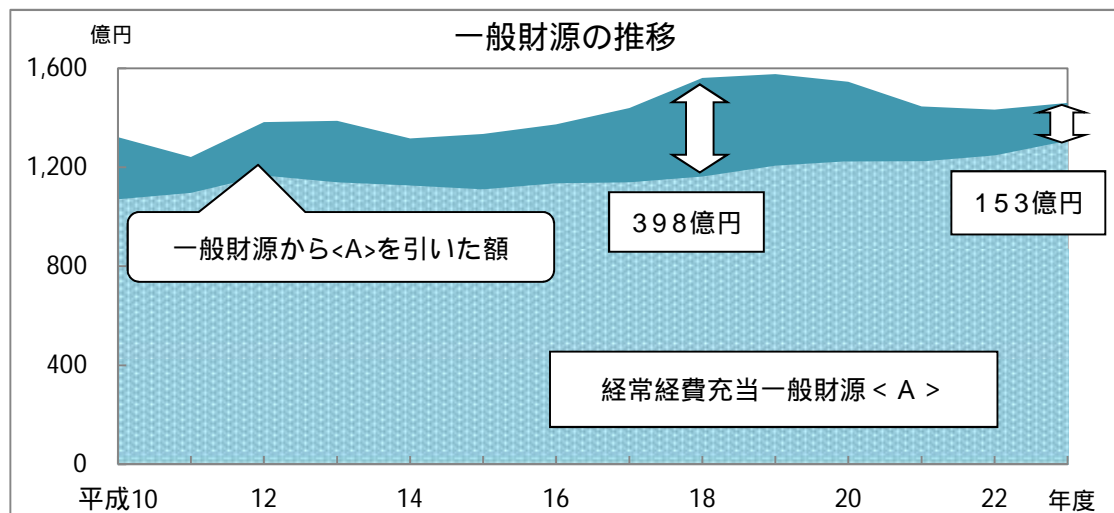 一般財源の推移
億円
1,600
1,200
800
400
0
398億円
153億円
一般財源から<A>を引いた額
経常経費充当一般財源＜Ａ＞
平成10 12 14 16 18 20 22 年度